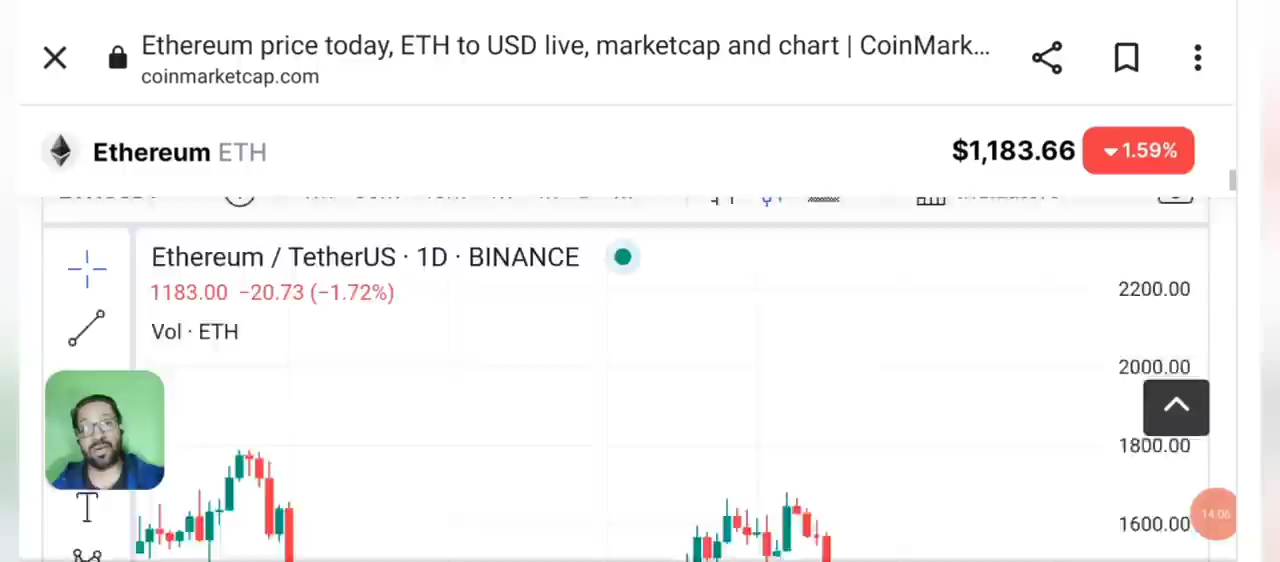 Ethereum price today, ETH to USD live, marketcap and chart | CoinMark...
coinmarketcap.com
Ethereum ETH
$1,183.66
1.59%
Ethereum / TetherUS · 1D · BINANCE
1183.00 −20.73 (−1.72%)
Vol · ETH
2200.00
2000.00
1800.00
1600.00
T
14:06